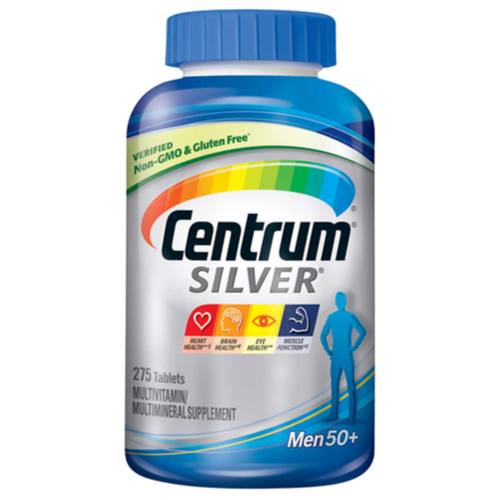 VERIFIED
Non-GMO & Gluten Free^
Centrum®
SILVER®
HEART
HEALTH**‡
BRAIN
HEALTH*‡
EYE
HEALTH**
MUSCLE
FUNCTION*‡
275 Tablets
MULTIVITAMIN/
MULTIMINERAL SUPPLEMENT
Men 50+